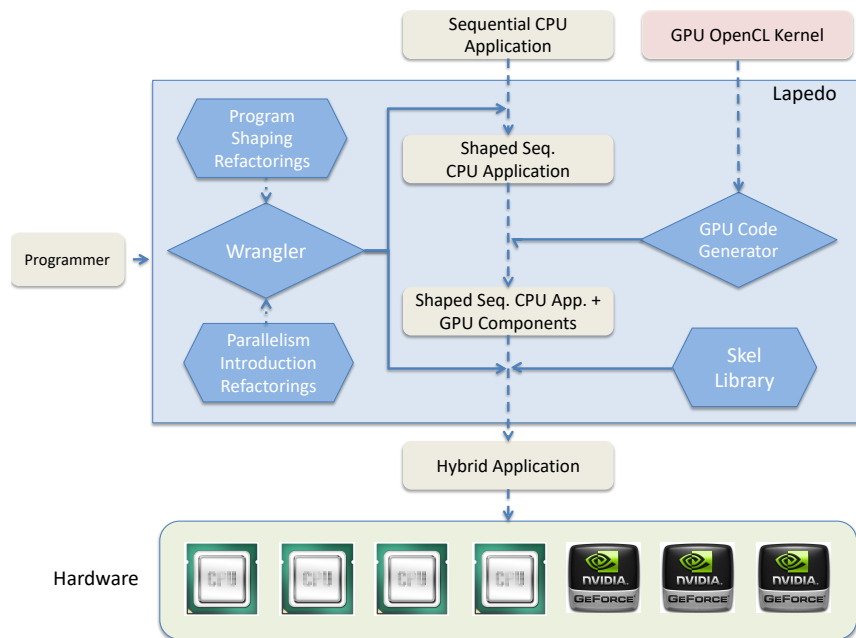 Sequential CPU
Application
GPU OpenCL Kernel
Lapedo
Program
Shaping
Refactorings
Shaped Seq.
CPU Application
Programmer
Wrangler
GPU Code
Generator
Shaped Seq. CPU App. +
GPU Components
Parallelism
Introduction
Refactorings
Skel
Library
Hybrid Application
Hardware
CPU
CPU
CPU
CPU
NVIDIA.
GEFORCE
NVIDIA.
GEFORCE
NVIDIA.
GEFORCE